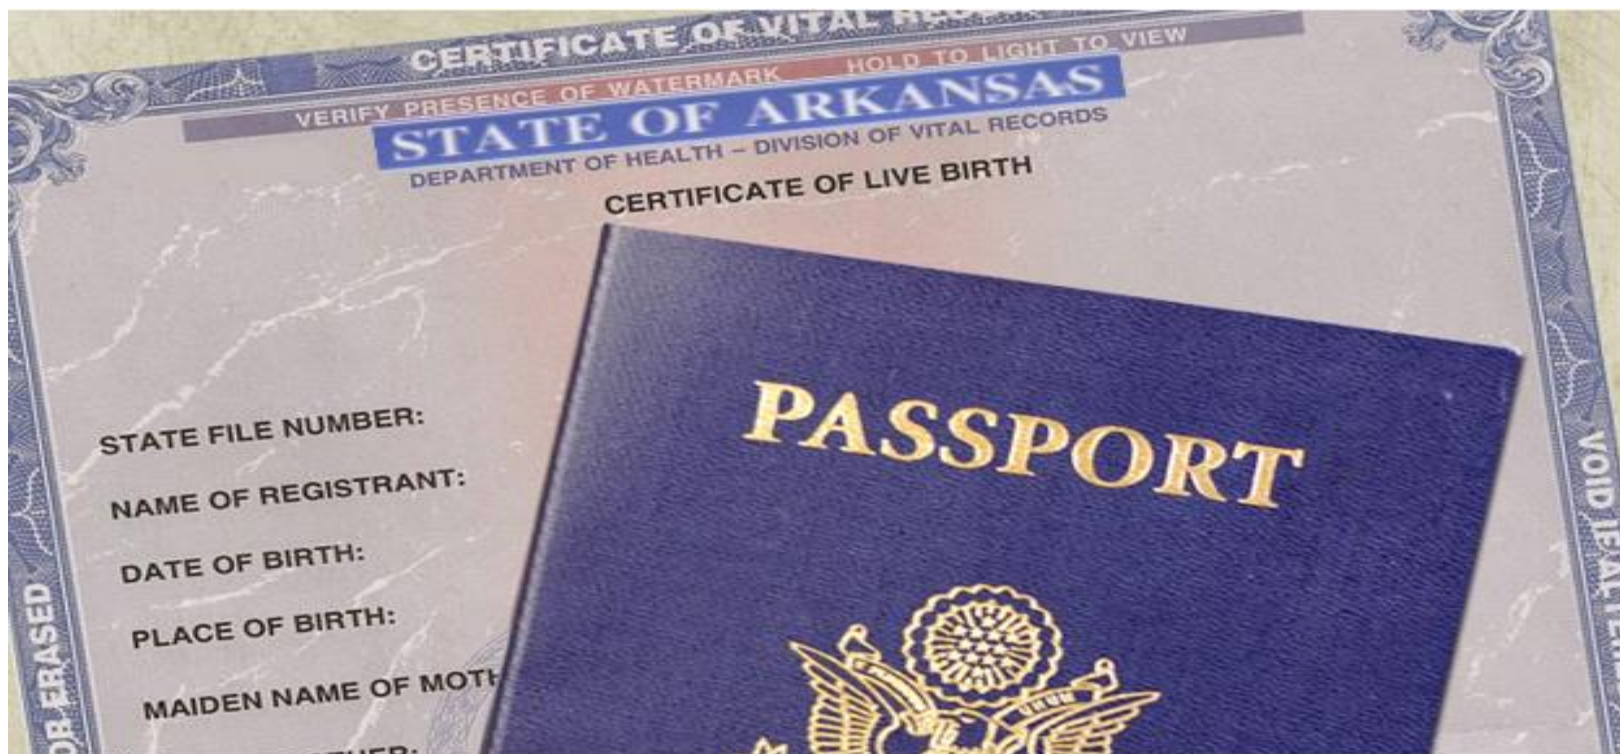 CERTIFICATE OF VITAL
VERIFY PRESENCE OF WATERMARK HOLD TO LIGHT TO VIEW
STATE OF ARKANSAS
DEPARTMENT OF HEALTH – DIVISION OF VITAL RECORDS
CERTIFICATE OF LIVE BIRTH
PASSPORT
STATE FILE NUMBER:
NAME OF REGISTRANT:
DATE OF BIRTH:
PLACE OF BIRTH:
MAIDEN NAME OF MOTH
OR ERASED
VOID IF